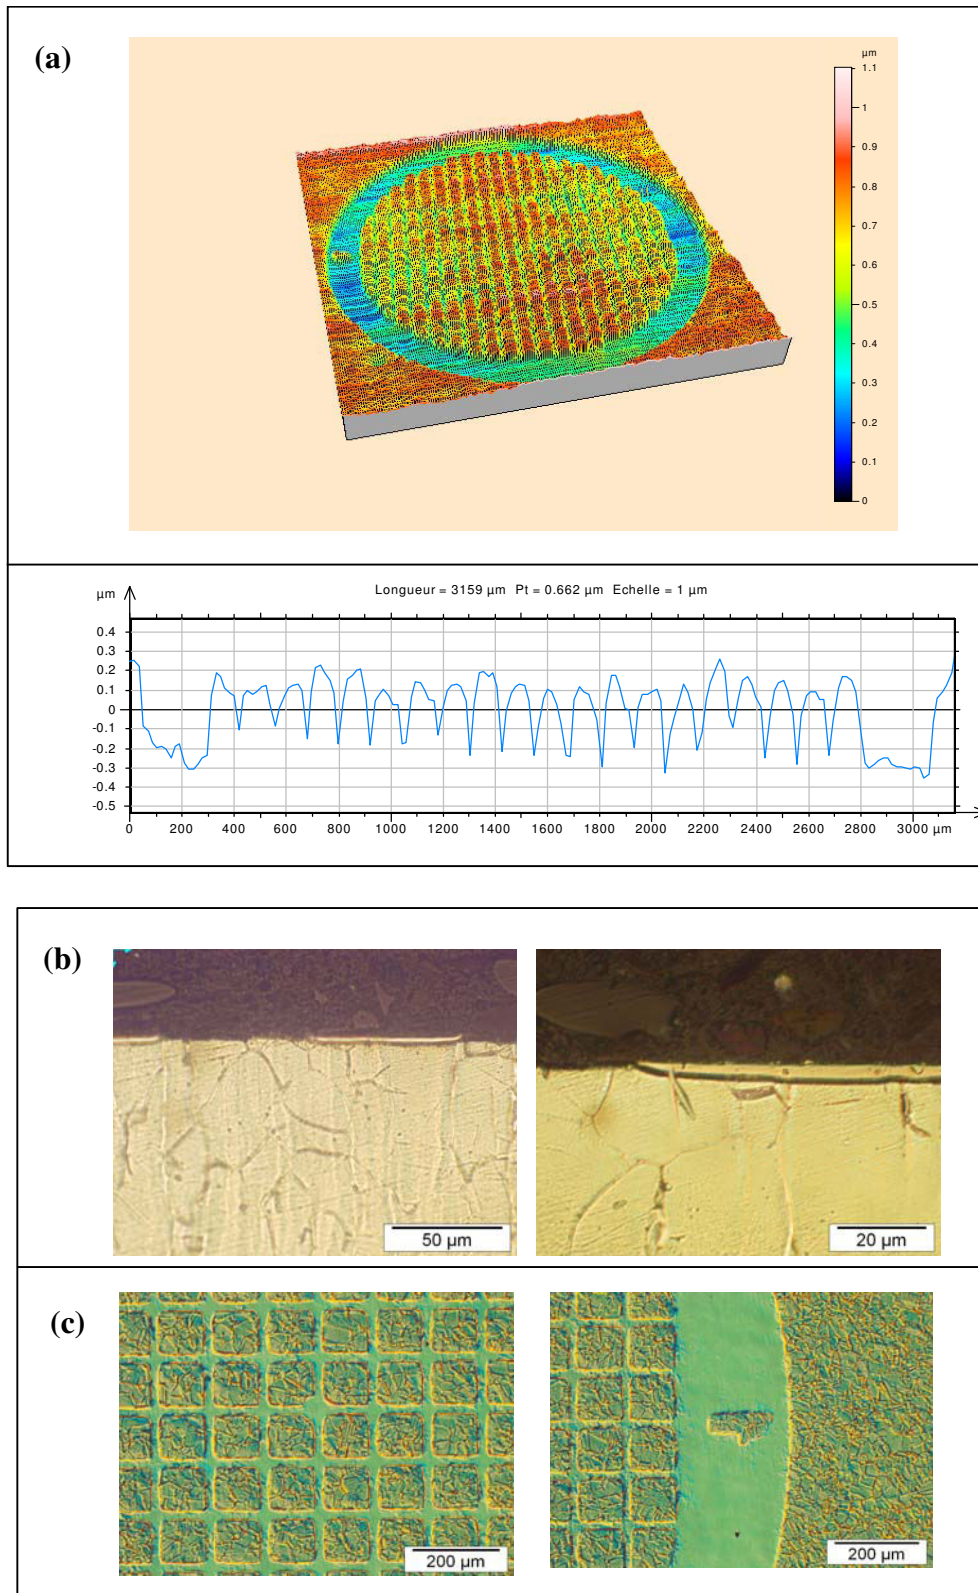 (a)
µm
1.1
1
0.9
0.8
0.7
0.6
0.5
0.4
0.3
0.2
0.1
0
µm
Longueur = 3159 µm Pt = 0.662 µm Echelle = 1 µm
0.4
0.3
0.2
0.1
0
-0.1
-0.2
-0.3
-0.4
-0.5
0 200 400 600 800 1000 1200 1400 1600 1800 2000 2200 2400 2600 2800 3000 µm
(b)
50 µm
20 µm
(c)
200 µm
200 µm